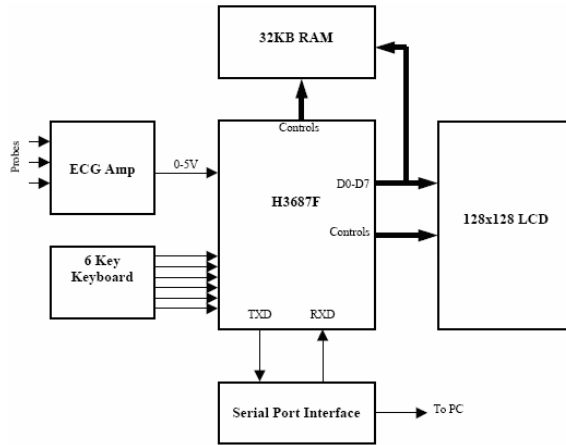 32KB RAM
Controls
Probes
ECG Amp
0-5V
D0-D7
H3687F
128x128 LCD
Controls
6 Key
Keyboard
TXD
RXD
Serial Port Interface
To PC